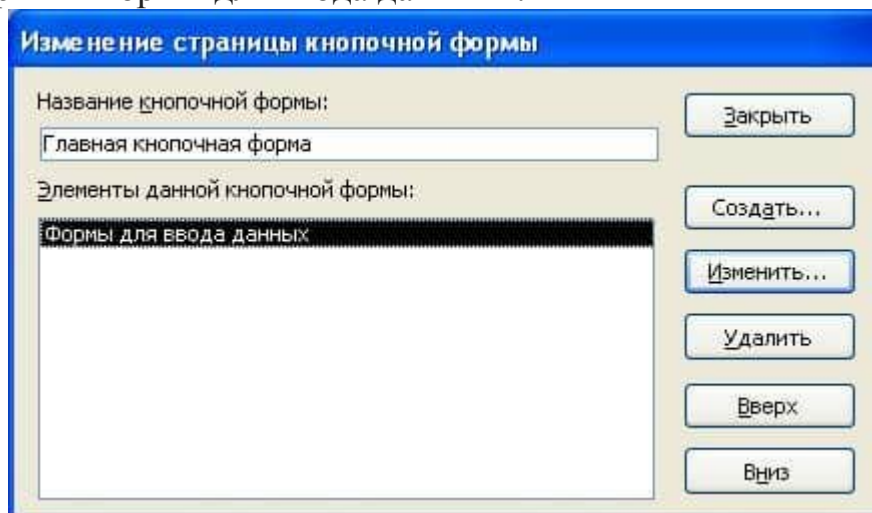 Изменение страницы кнопочной формы
Название кнопочной формы:
Главная кнопочная форма
Элементы данной кнопочной формы:
Формы для ввода данных
Закрыть
Создать...
Изменить...
Удалить
Вверх
Вниз